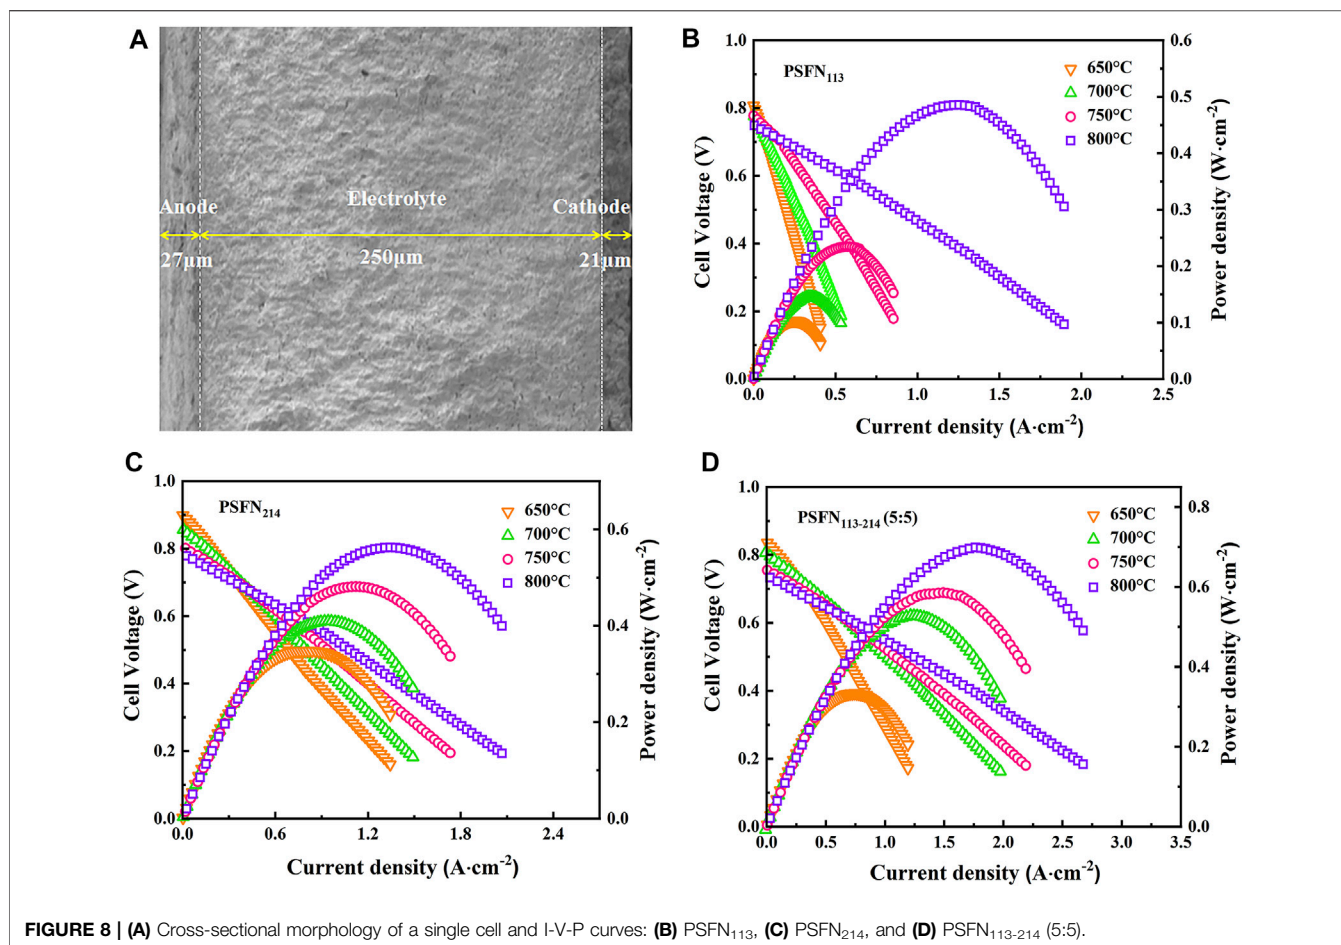 A
Anode
Electrolyte
Cathode
27μm
250μm
21μm
B
PSFN113
650°C
700°C
750°C
800°C
1.0
0.8
0.6
0.4
0.2
0.0
Cell Voltage (V)
0.6
0.5
0.4
0.3
0.2
0.1
0.0
Power density (W·cm-2)
0.0 0.5 1.0 1.5 2.0 2.5
Current density (A·cm-2)
C
PSFN214
650°C
700°C
750°C
800°C
1.0
0.8
0.6
0.4
0.2
0.0
Cell Voltage (V)
0.6
0.4
0.2
0.0
Power density (W·cm-2)
0.0 0.6 1.2 1.8 2.4
Current density (A·cm-2)
D
PSFN113-214 (5:5)
650°C
700°C
750°C
800°C
1.0
0.8
0.6
0.4
0.2
0.0
Cell Voltage (V)
0.8
0.6
0.4
0.2
0.0
Power density (W·cm-2)
0.0 0.5 1.0 1.5 2.0 2.5 3.0 3.5
Current density (A·cm-2)
FIGURE 8 | (A) Cross-sectional morphology of a single cell and I-V-P curves: (B) PSFN113, (C) PSFN214, and (D) PSFN113-214 (5:5).